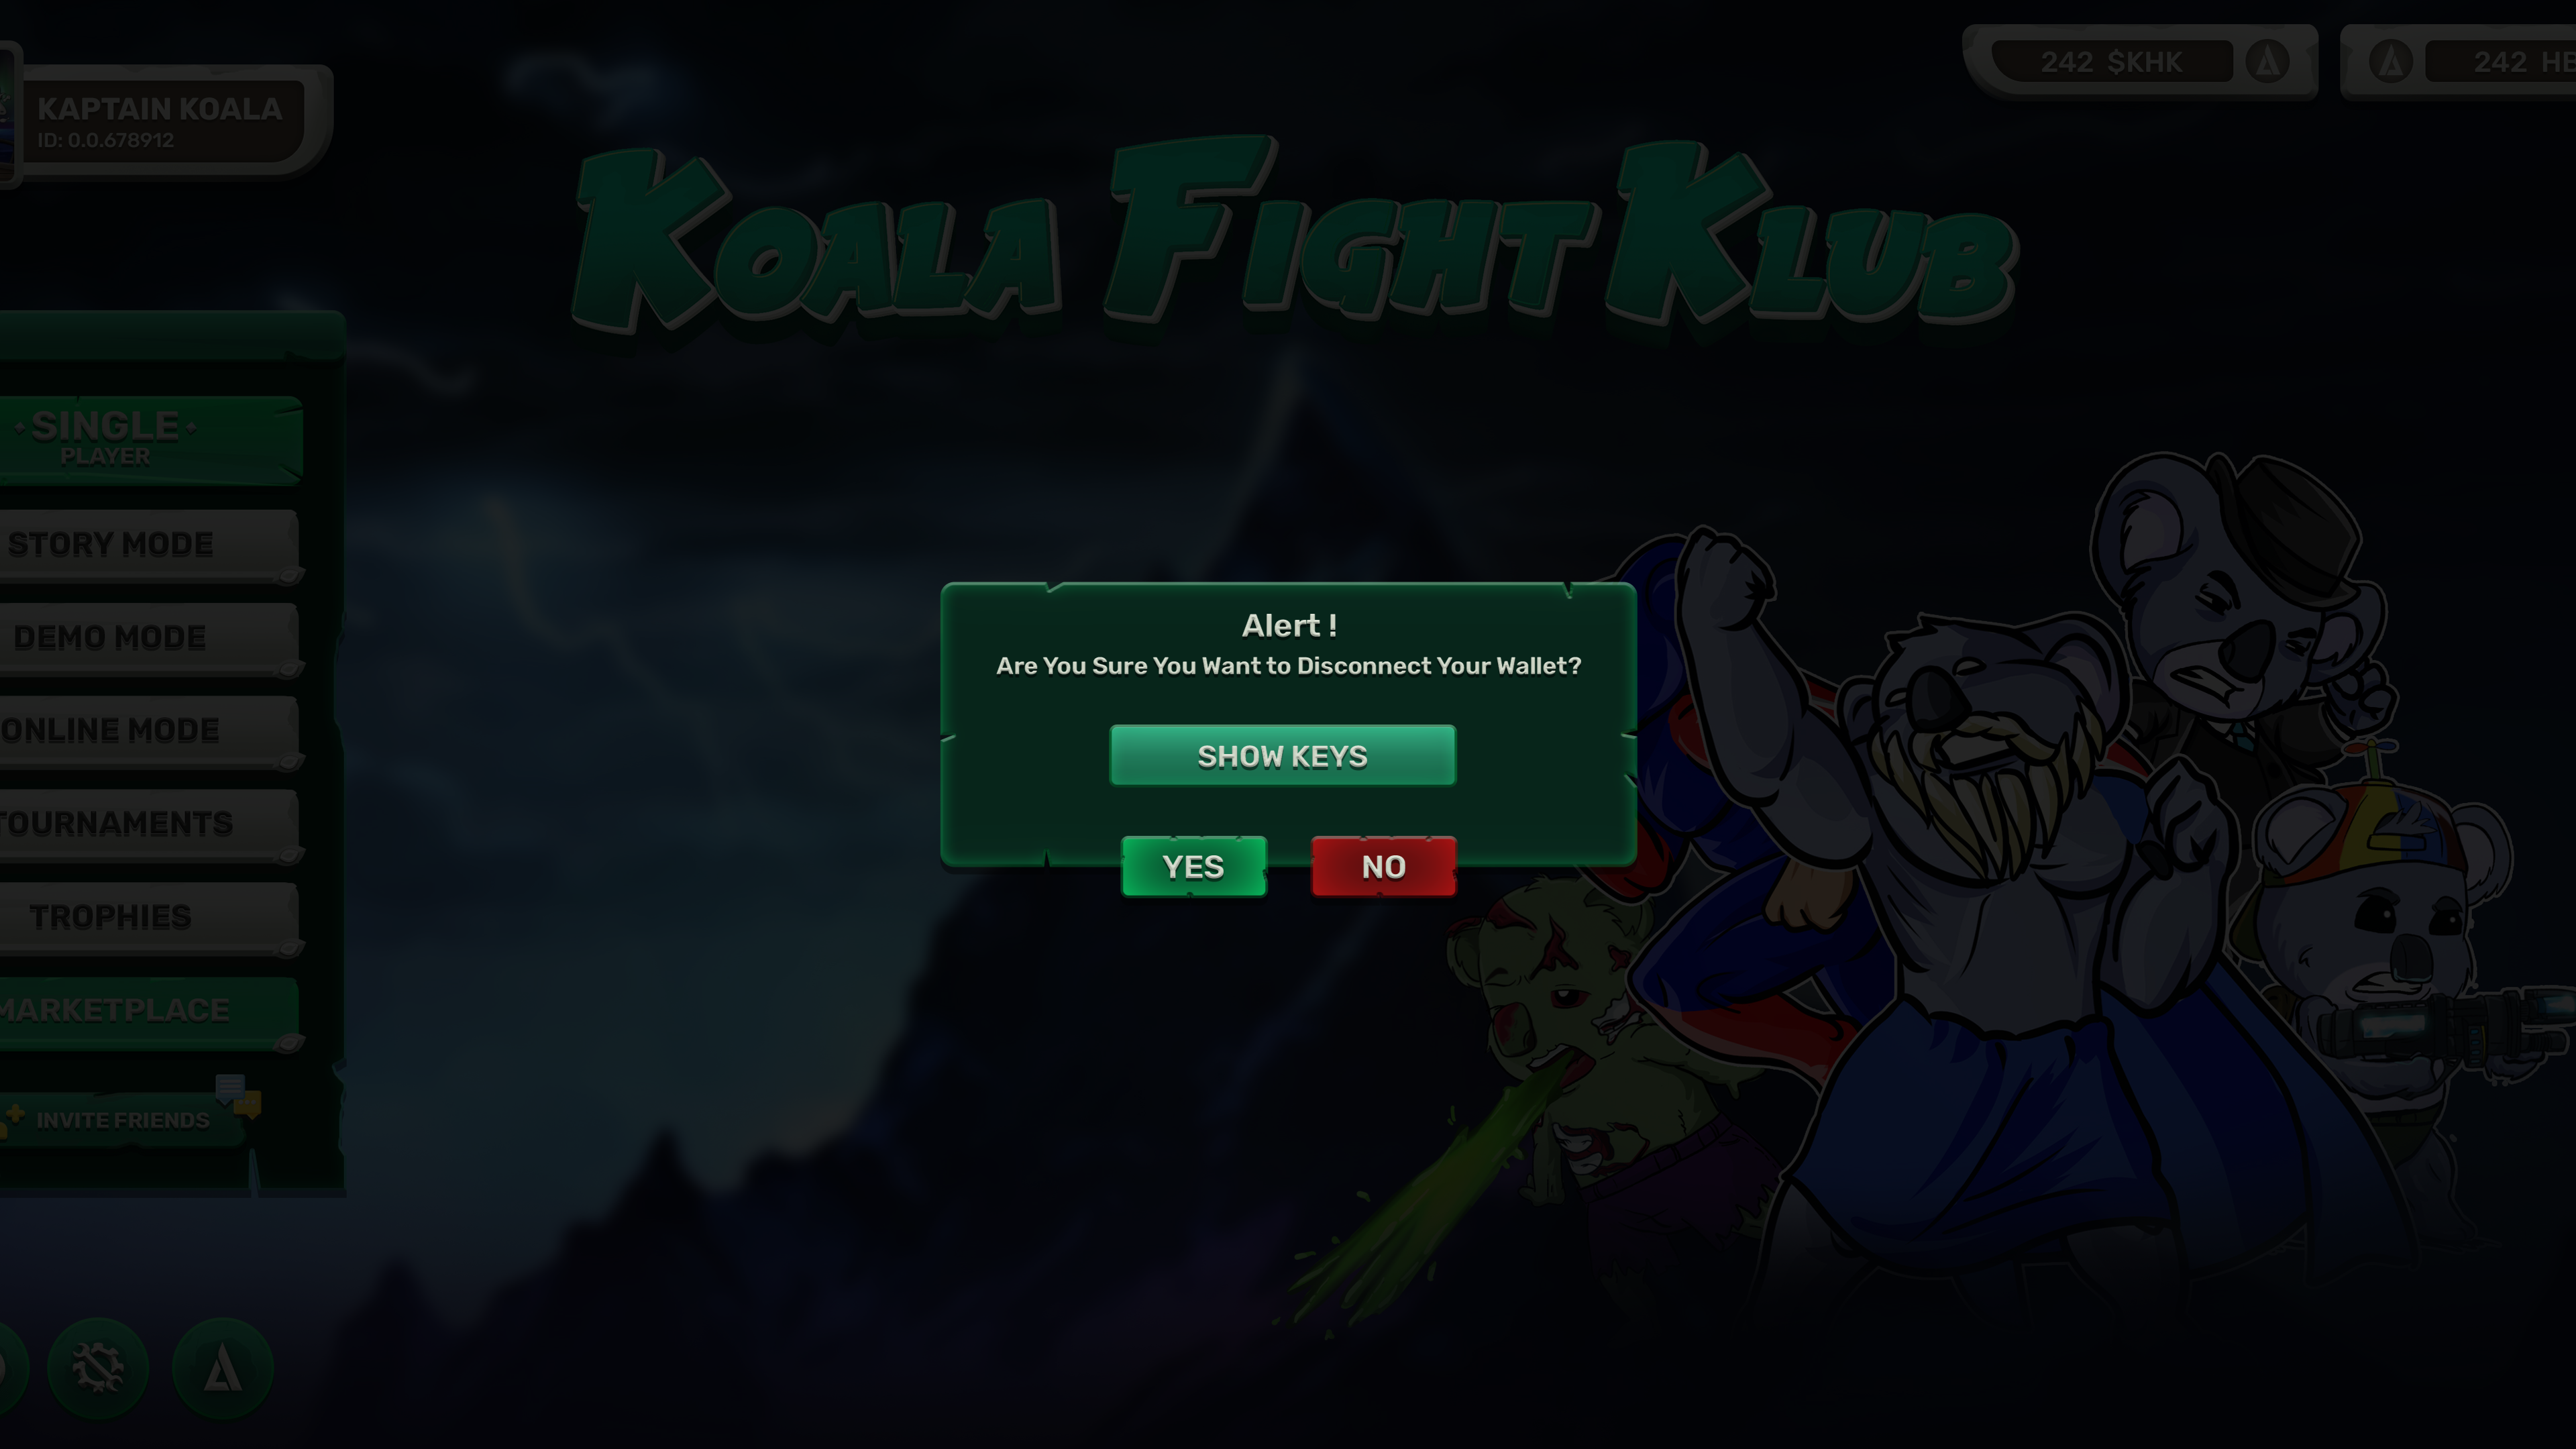 KAPTAIN KOALA
ID: 0.0.678912
242 $KHK
242 HB
KOALA FIGHT KLUB
SINGLE
PLAYER
STORY MODE
DEMO MODE
ONLINE MODE
TOURNAMENTS
TROPHIES
MARKETPLACE
INVITE FRIENDS
Alert !
Are You Sure You Want to Disconnect Your Wallet?
SHOW KEYS
YES
NO